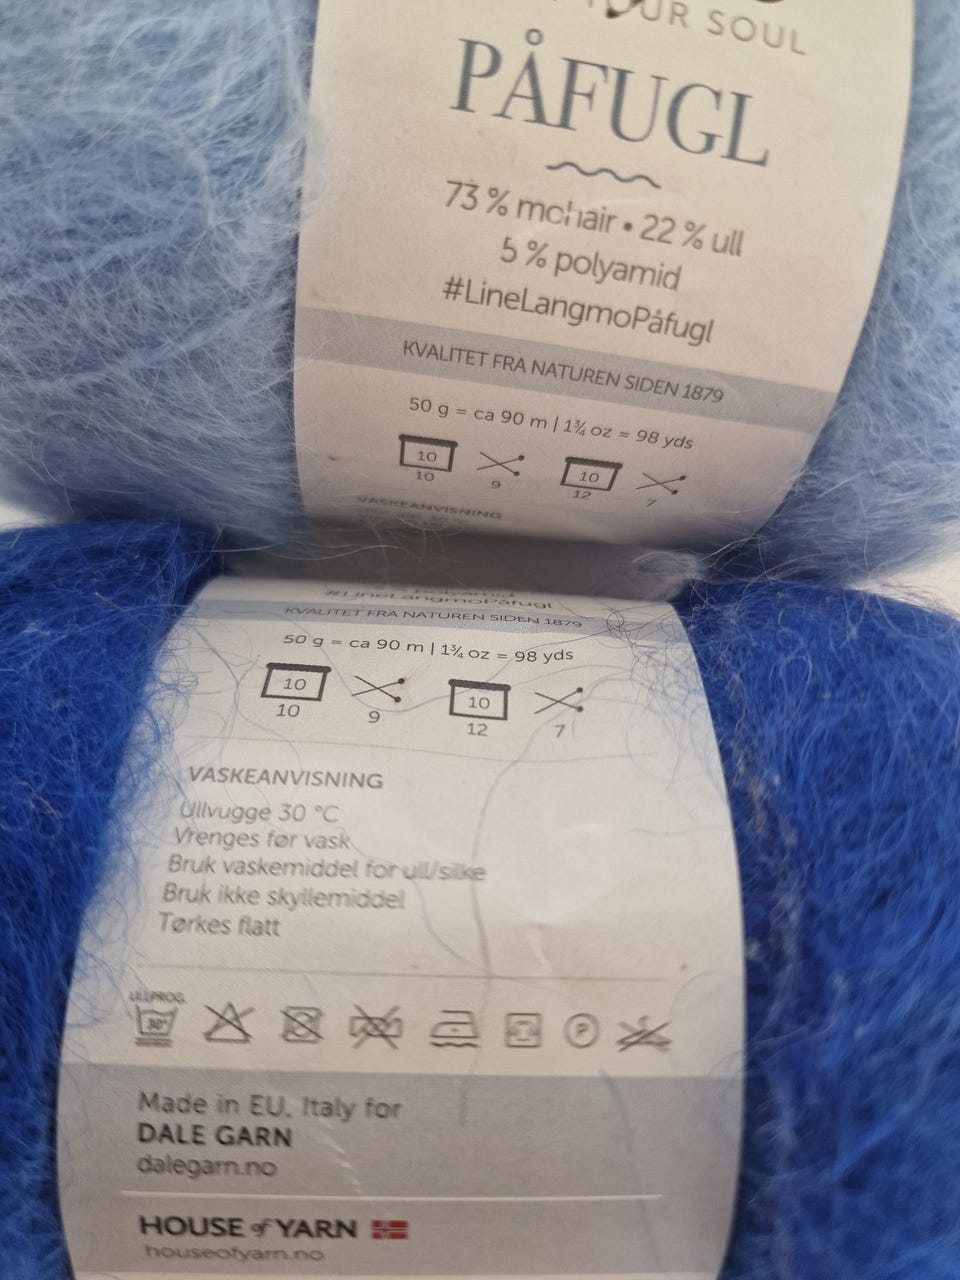 YOUR SOUL
PÅFUGL
73 % mohair • 22 % ull
5 % polyamid
#LineLangmoPåfugl
KVALITET FRA NATUREN SIDEN 1879
50 g = ca 90 m | 1¾ oz = 98 yds
10 10
10 9 12 7
VASKEANVISNING
#LineLangmoPåfugl
KVALITET FRA NATUREN SIDEN 1879
50 g = ca 90 m | 1¾ oz = 98 yds
10 10
10 9 12 7
VASKEANVISNING
Ullvugge 30 °C
Vrenges før vask
Bruk vaskemiddel for ull/silke
Bruk ikke skyllemiddel
Tørkes flatt
ULLPROG.
30° P
Made in EU, Italy for
DALE GARN
dalegarn.no
HOUSE of YARN
houseofyarn.no